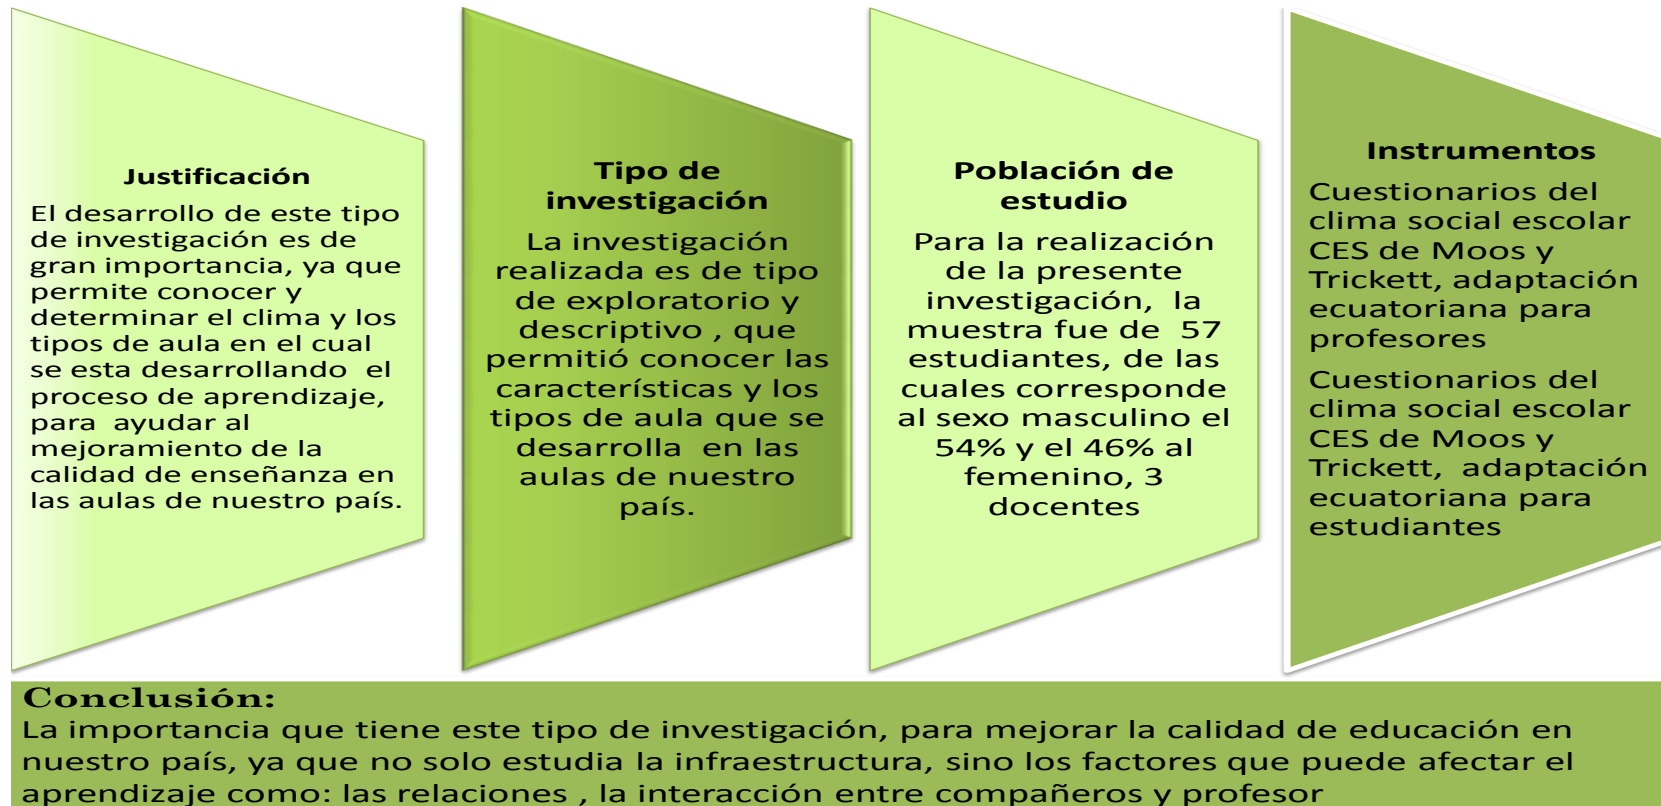 Justificación
El desarrollo de este tipo
de investigación es de
gran importancia, ya que
permite conocer y
determinar el clima y los
tipos de aula en el cual
se esta desarrollando el
proceso de aprendizaje,
para ayudar al
mejoramiento de la
calidad de enseñanza en
las aulas de nuestro país.
Tipo de
investigación
La investigación
realizada es de tipo
de exploratorio y
descriptivo , que
permitió conocer las
características y los
tipos de aula que se
desarrolla en las
aulas de nuestro
país.
Población de
estudio
Para la realización
de la presente
investigación, la
muestra fue de 57
estudiantes, de las
cuales corresponde
al sexo masculino el
54% y el 46% al
femenino, 3
docentes
Instrumentos
Cuestionarios del
clima social escolar
CES de Moos y
Trickett, adaptación
ecuatoriana para
profesores
Cuestionarios del
clima social escolar
CES de Moos y
Trickett, adaptación
ecuatoriana para
estudiantes
Conclusión:
La importancia que tiene este tipo de investigación, para mejorar la calidad de educación en
nuestro país, ya que no solo estudia la infraestructura, sino los factores que puede afectar el
aprendizaje como: las relaciones , la interacción entre compañeros y profesor